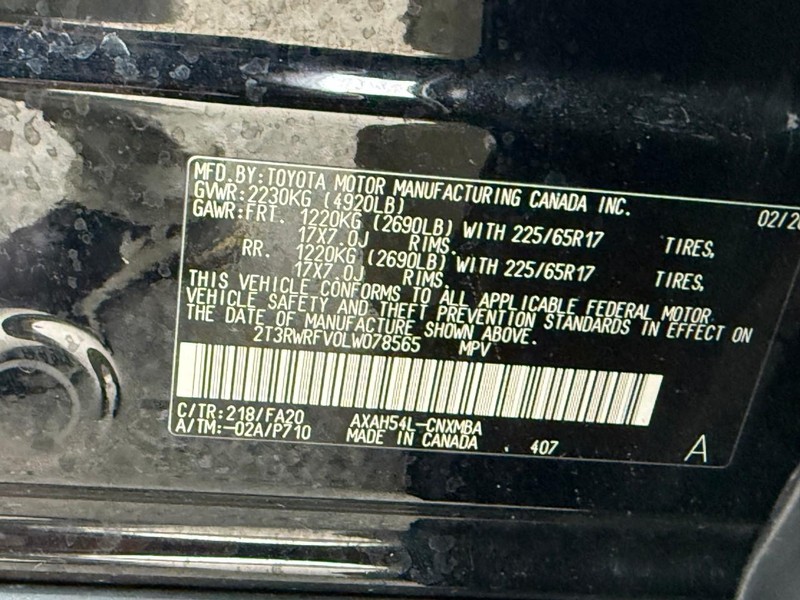 MFD.BY:TOYOTA MOTOR MANUFACTURING CANADA INC. 02/20
GVWR:2230KG (4920LB)
GAWR:FRT. 1220KG (2690LB) WITH 225/65R17 TIRES,
17X7.0J RIMS.
RR. 1220KG (2690LB) WITH 225/65R17 TIRES,
17X7.0J RIMS.
THIS VEHICLE CONFORMS TO ALL APPLICABLE FEDERAL MOTOR
VEHICLE SAFETY AND THEFT PREVENTION STANDARDS IN EFFECT ON
THE DATE OF MANUFACTURE SHOWN ABOVE.
2T3RWRFV0LW078565 MPV
C/TR:218/FA20 AXAH54L-CNXMBA
A/TM:-02A/P710 MADE IN CANADA 407 A